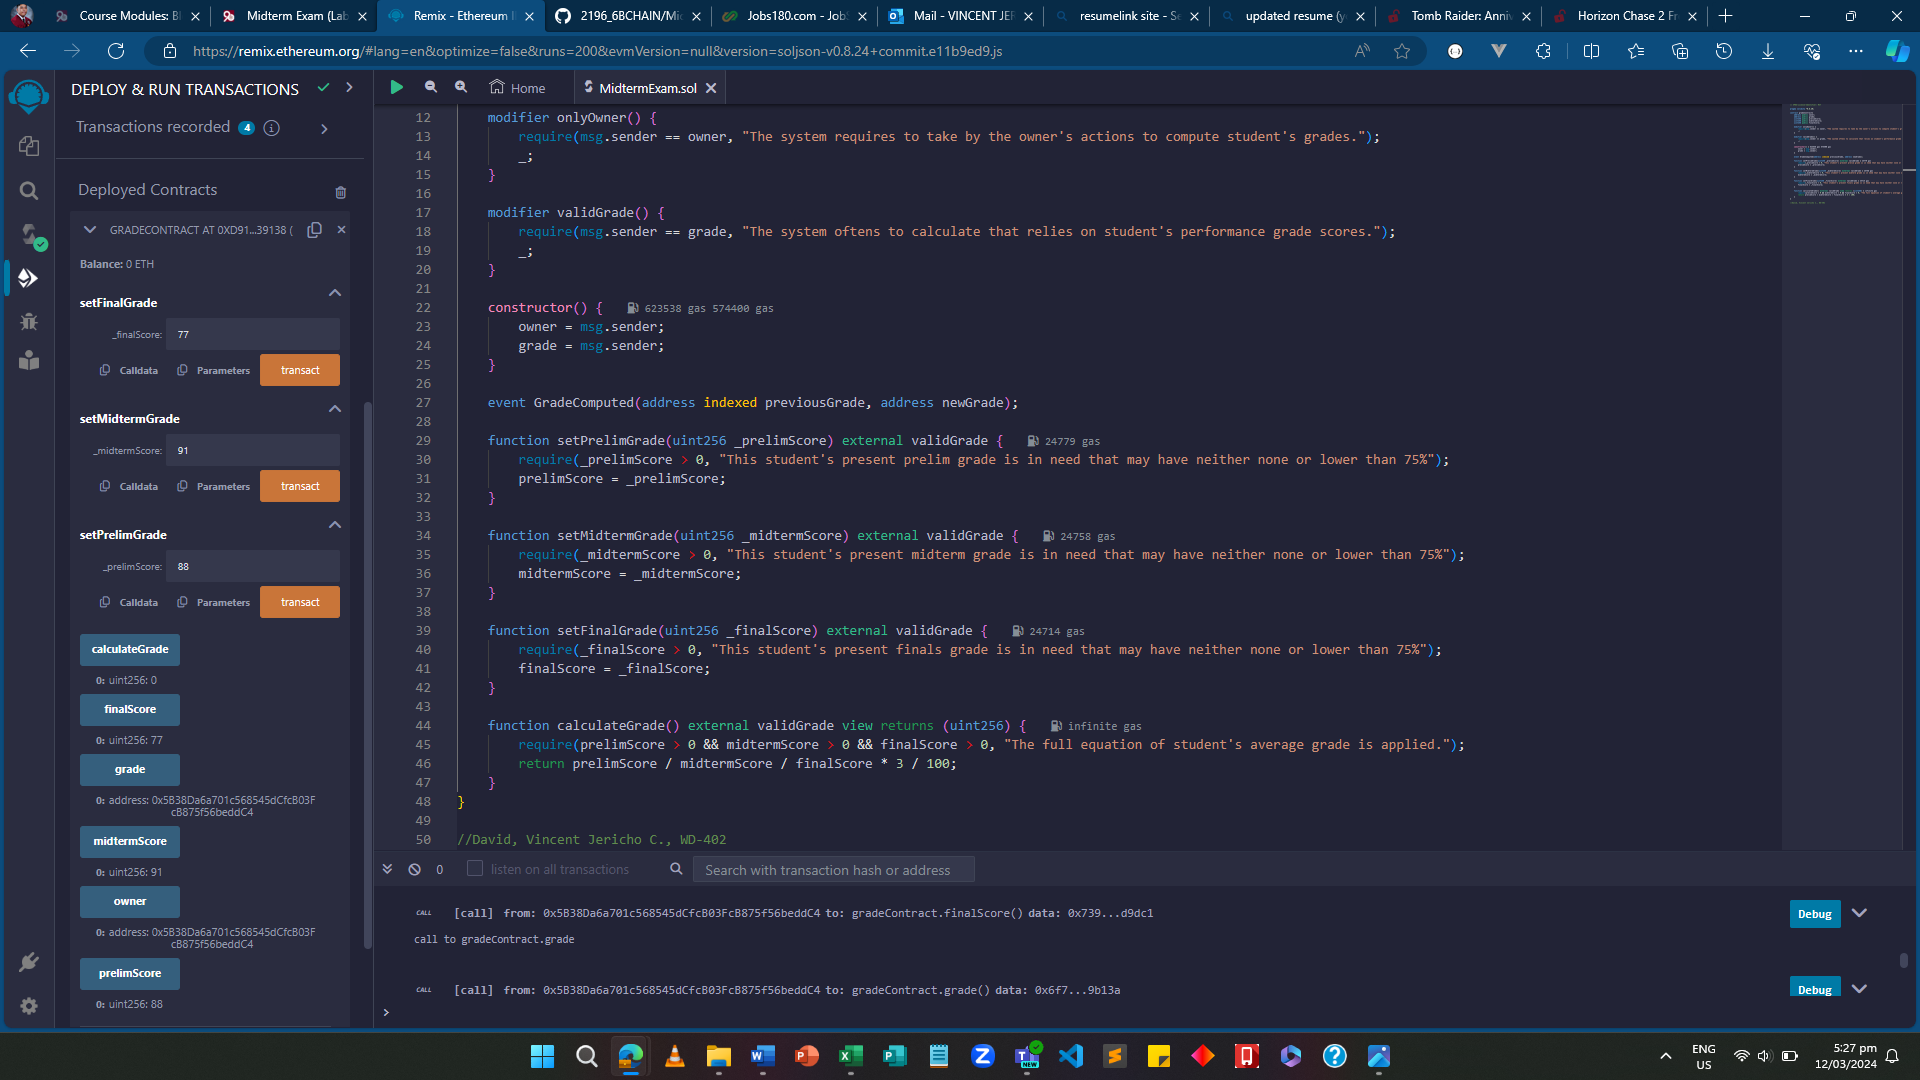 Course Modules: Bl
Midterm Exam (Lab
Remix - Ethereum I
2196_6BCHAIN/Mi
Jobs180.com - Job
Mail - VINCENT JER
resumelink site - Se
updated resume (y
Tomb Raider: Anniv
Horizon Chase 2 Fr
https://remix.ethereum.org/#lang=en&optimize=false&runs=200&evmVersion=null&version=soljson-v0.8.24+commit.e11b9ed9.js
DEPLOY & RUN TRANSACTIONS
Transactions recorded 4
Deployed Contracts
GRADECONTRACT AT 0XD91...39138 (
Balance: 0 ETH
setFinalGrade
_finalScore: 77
Calldata Parameters transact
setMidtermGrade
_midtermScore: 91
Calldata Parameters transact
setPrelimGrade
_prelimScore: 88
Calldata Parameters transact
calculateGrade
0: uint256: 0
finalScore
0: uint256: 77
grade
0: address: 0x5B38Da6a701c568545dCfcB03F
cB875f56beddC4
midtermScore
0: uint256: 91
owner
0: address: 0x5B38Da6a701c568545dCfcB03F
cB875f56beddC4
prelimScore
0: uint256: 88
Home
MidtermExam.sol
12 modifier onlyOwner() {
13 require(msg.sender == owner, "The system requires to take by the owner's actions to compute student's grades.");
14 _;
15 }
16
17 modifier validGrade() {
18 require(msg.sender == grade, "The system oftens to calculate that relies on student's performance grade scores.");
19 _;
20 }
21
22 constructor() { 623538 gas 574400 gas
23 owner = msg.sender;
24 grade = msg.sender;
25 }
26
27 event GradeComputed(address indexed previousGrade, address newGrade);
28
29 function setPrelimGrade(uint256 _prelimScore) external validGrade { 24779 gas
30 require(_prelimScore > 0, "This student's present prelim grade is in need that may have neither none or lower than 75%");
31 prelimScore = _prelimScore;
32 }
33
34 function setMidtermGrade(uint256 _midtermScore) external validGrade { 24758 gas
35 require(_midtermScore > 0, "This student's present midterm grade is in need that may have neither none or lower than 75%");
36 midtermScore = _midtermScore;
37 }
38
39 function setFinalGrade(uint256 _finalScore) external validGrade { 24714 gas
40 require(_finalScore > 0, "This student's present finals grade is in need that may have neither none or lower than 75%");
41 finalScore = _finalScore;
42 }
43
44 function calculateGrade() external validGrade view returns (uint256) { infinite gas
45 require(prelimScore > 0 && midtermScore > 0 && finalScore > 0, "The full equation of student's average grade is applied.");
46 return prelimScore / midtermScore / finalScore * 3 / 100;
47 }
48 }
49
50 //David, Vincent Jericho C., WD-402
0 listen on all transactions Search with transaction hash or address
CALL [call] from: 0x5B38Da6a701c568545dCfcB03FcB875f56beddC4 to: gradeContract.finalScore() data: 0x739...d9dc1 Debug
call to gradeContract.grade
CALL [call] from: 0x5B38Da6a701c568545dCfcB03FcB875f56beddC4 to: gradeContract.grade() data: 0x6f7...9b13a Debug
>
ENG
US
5:27 pm
12/03/2024